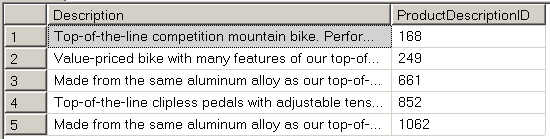 Description ProductDescriptionID
1 Top-of-the-line competition mountain bike. Perfor... 168
2 Value-priced bike with many features of our top-of... 249
3 Made from the same aluminum alloy as our top-of-... 661
4 Top-of-the-line clipless pedals with adjustable tens... 852
5 Made from the same aluminum alloy as our top-of-... 1062